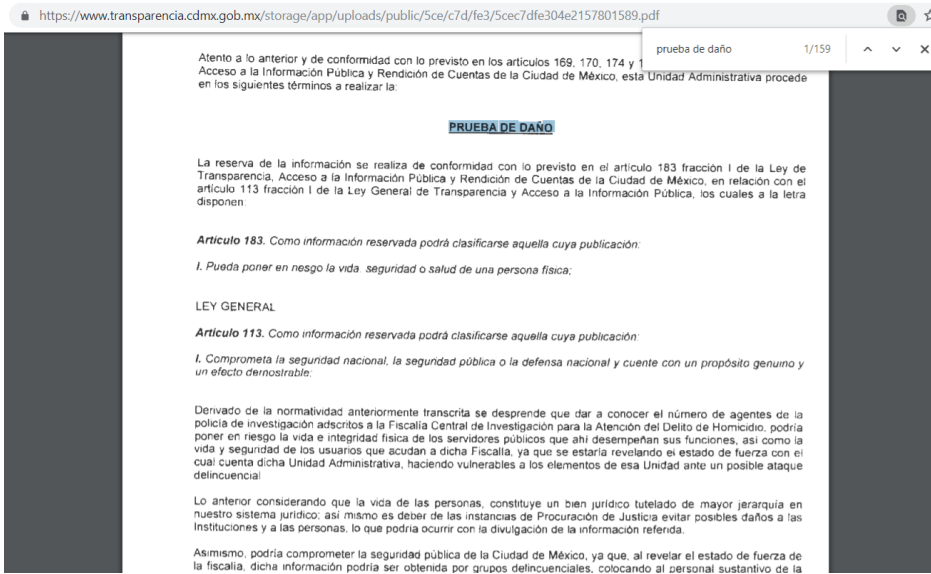 https://www.transparencia.cdmx.gob.mx/storage/app/uploads/public/5ce/c7d/fe3/5cec7dfe304e2157801589.pdf
prueba de daño 1/159
Atento a lo anterior y de conformidad con lo previsto en los artículos 169, 170, 174 y 1
Acceso a la Información Pública y Rendición de Cuentas de la Ciudad de México, esta Unidad Administrativa procede
en los siguientes términos a realizar la:
PRUEBA DE DAÑO
La reserva de la información se realiza de conformidad con lo previsto en el artículo 183 fracción I de la Ley de
Transparencia, Acceso a la Información Pública y Rendición de Cuentas de la Ciudad de México, en relación con el
artículo 113 fracción I de la Ley General de Transparencia y Acceso a la Información Pública, los cuales a la letra
disponen:
Artículo 183. Como información reservada podrá clasificarse aquella cuya publicación:
I. Pueda poner en riesgo la vida, seguridad o salud de una persona física;
LEY GENERAL
Artículo 113. Como información reservada podrá clasificarse aquella cuya publicación:
I. Comprometa la seguridad nacional, la seguridad pública o la defensa nacional y cuente con un propósito genuino y
un efecto demostrable;
Derivado de la normatividad anteriormente transcrita se desprende que dar a conocer el número de agentes de la
policía de investigación adscritos a la Fiscalía Central de Investigación para la Atención del Delito de Homicidio, podría
poner en riesgo la vida e integridad física de los servidores públicos que ahí desempeñan sus funciones, así como la
vida y seguridad de los usuarios que acudan a dicha Fiscalía, ya que se estaría revelando el estado de fuerza con el
cual cuenta dicha Unidad Administrativa, haciendo vulnerables a los elementos de esa Unidad ante un posible ataque
delincuencial
Lo anterior considerando que la vida de las personas, constituye un bien jurídico tutelado de mayor jerarquía en
nuestro sistema jurídico; así mismo es deber de las instancias de Procuración de Justicia evitar posibles daños a las
Instituciones y a las personas, lo que podría ocurrir con la divulgación de la información referida.
Asimismo, podría comprometer la seguridad pública de la Ciudad de México, ya que, al revelar el estado de fuerza de
la fiscalía, dicha información podría ser obtenida por grupos delincuenciales, colocando al personal sustantivo de la